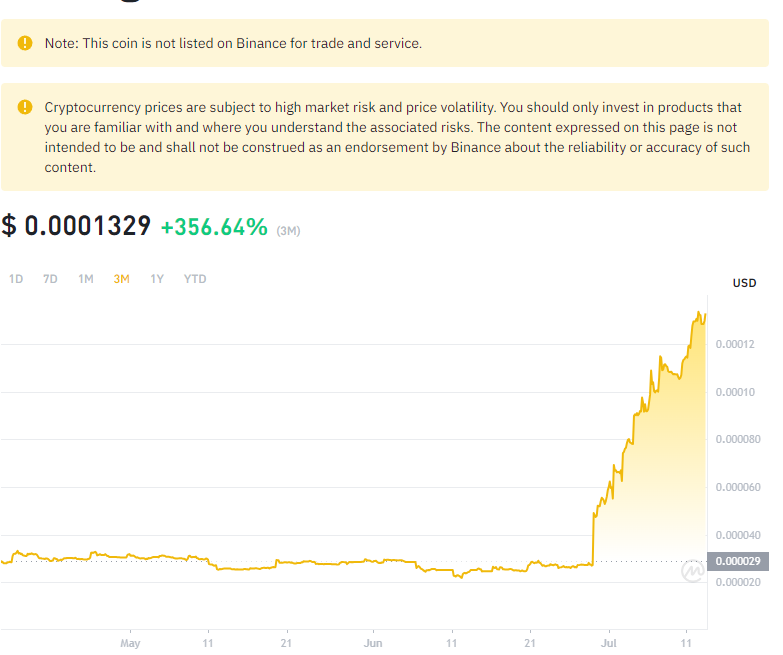 Note: This coin is not listed on Binance for trade and service.
Cryptocurrency prices are subject to high market risk and price volatility. You should only invest in products that
you are familiar with and where you understand the associated risks. The content expressed on this page is not
intended to be and shall not be construed as an endorsement by Binance about the reliability or accuracy of such
content.
$ 0.0001329 +356.64% (3M)
1D 7D 1M 3M 1Y YTD
USD
0.00012
0.00010
0.000080
0.000060
0.000040
0.000029
0.000020
May 11 21 Jun 11 21 Jul 11